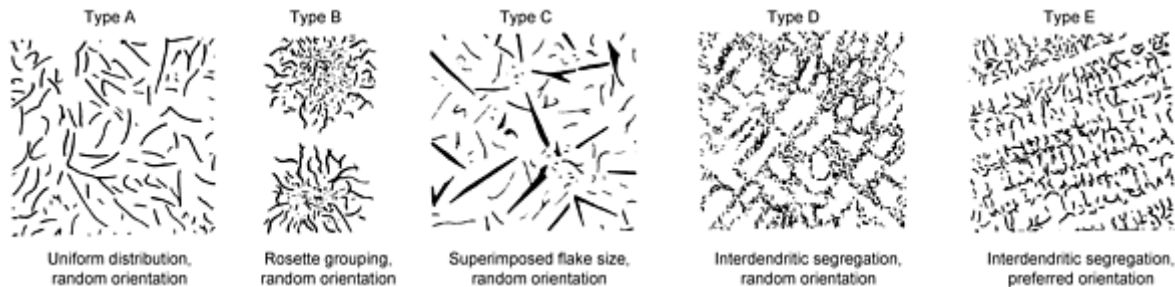 Type A
Type B
Type C
Type D
Type E
Uniform distribution,
random orientation
Rosette grouping,
random orientation
Superimposed flake size,
random orientation
Interdendritic segregation,
random orientation
Interdendritic segregation,
preferred orientation